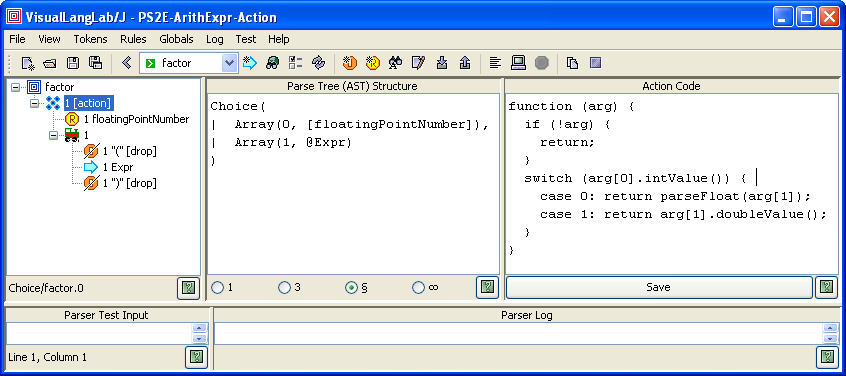 VisualLangLab/J - PS2E-ArithExpr-Action
File View Tokens Rules Globals Log Test Help
factor
factor
1 [action]
1 floatingPointNumber
1
1 "(" [drop]
1 Expr
1 ")" [drop]
Choice/factor.0
Parse Tree (AST) Structure
Choice(
|  Array(0, [floatingPointNumber]),
|  Array(1, @Expr)
)
1 3 § ∞
Action Code
function (arg) {
  if (!arg) {
    return;
  }
  switch (arg[0].intValue()) {
    case 0: return parseFloat(arg[1]);
    case 1: return arg[1].doubleValue();
  }
}
Save
Parser Test Input
Line 1, Column 1
Parser Log